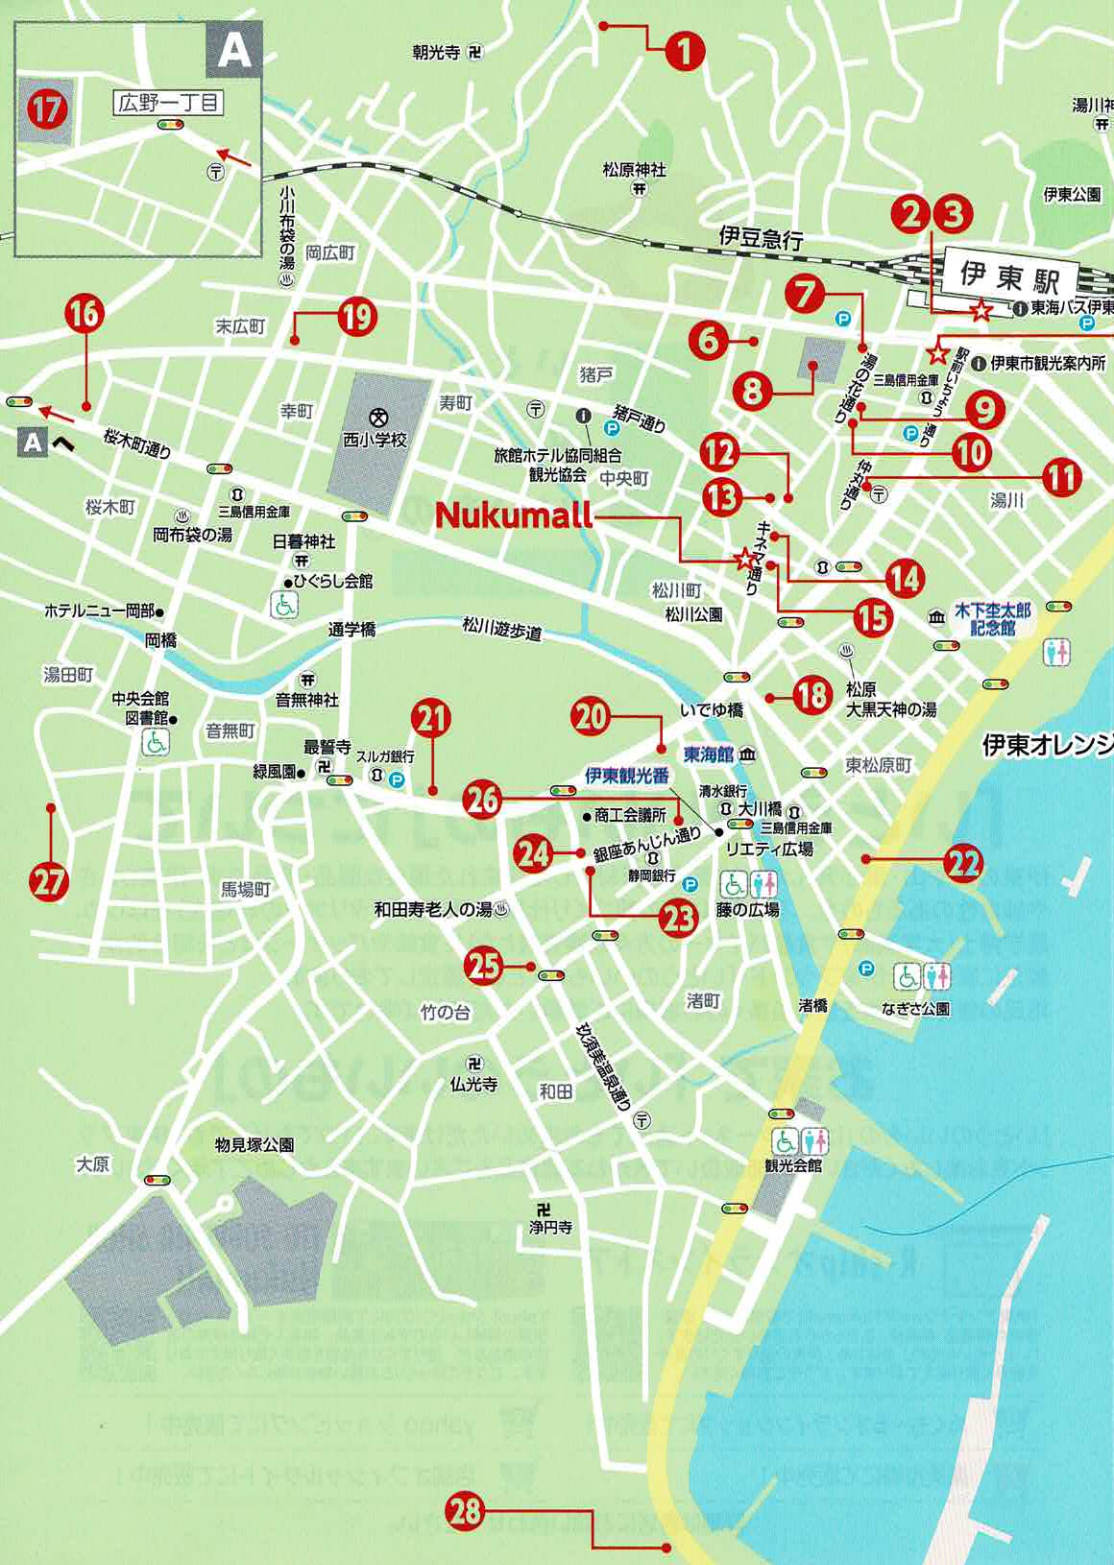 A
17
広野一丁目
朝光寺
1
湯川神
松原神社
伊東公園
小川布袋の湯
岡広町
2
3
伊豆急行
伊東駅
東海バス伊東
16
末広町
19
7
6
8
湯の花通り
三島信用金庫
駅前いちょう通り
伊東市観光案内所
猪戸
幸町
寿町
西小学校
猪戸通り
旅館ホテル協同組合
観光協会
中央町
9
10
12
13
11
仲丸通り
湯川
A
桜木町通り
桜木町
三島信用金庫
岡布袋の湯
Nukumall
キネマ通り
日暮神社
ひぐらし会館
14
15
松川町
松川公園
木下杢太郎
記念館
ホテルニュー岡部
岡橋
通学橋
松川遊歩道
湯田町
中央会館
図書館
音無神社
音無町
松原
大黒天神の湯
18
いでゆ橋
20
21
最誓寺
スルガ銀行
緑風園
東海館
伊東オレンジ
東松原町
伊東観光番
26
清水銀行
大川橋
三島信用金庫
商工会議所
銀座あんじん通り
リエティ広場
24
静岡銀行
22
27
馬場町
和田寿老人の湯
藤の広場
23
25
竹の台
渚町
渚橋
なぎさ公園
玖須美温泉通り
仏光寺
和田
物見塚公園
大原
観光会館
浄円寺
28